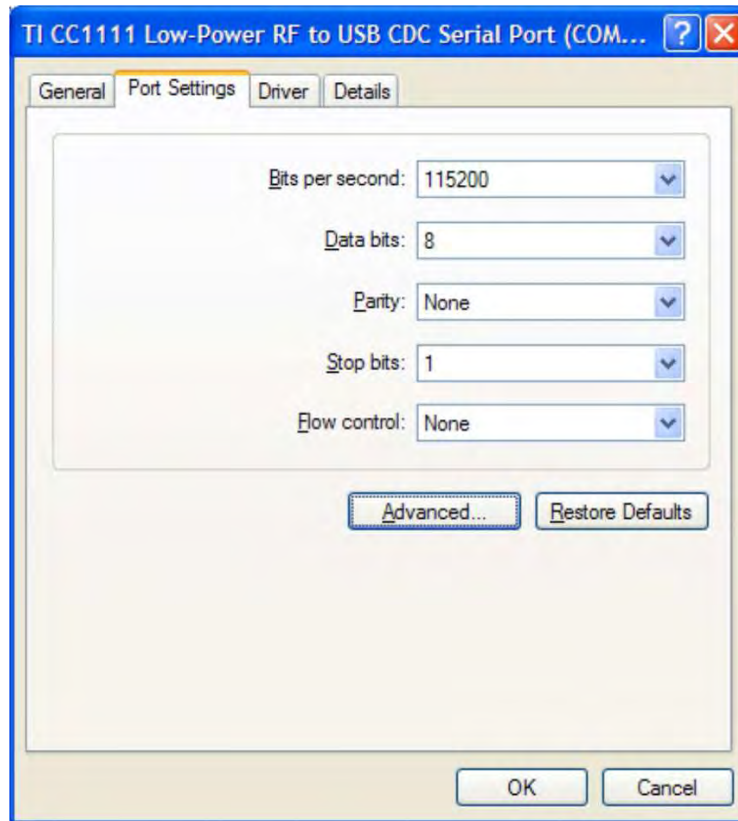 TI CC1111 Low-Power RF to USB CDC Serial Port (COM... ?
General Port Settings Driver Details
Bits per second: 115200
Data bits: 8
Parity: None
Stop bits: 1
Flow control: None
Advanced... Restore Defaults
OK Cancel